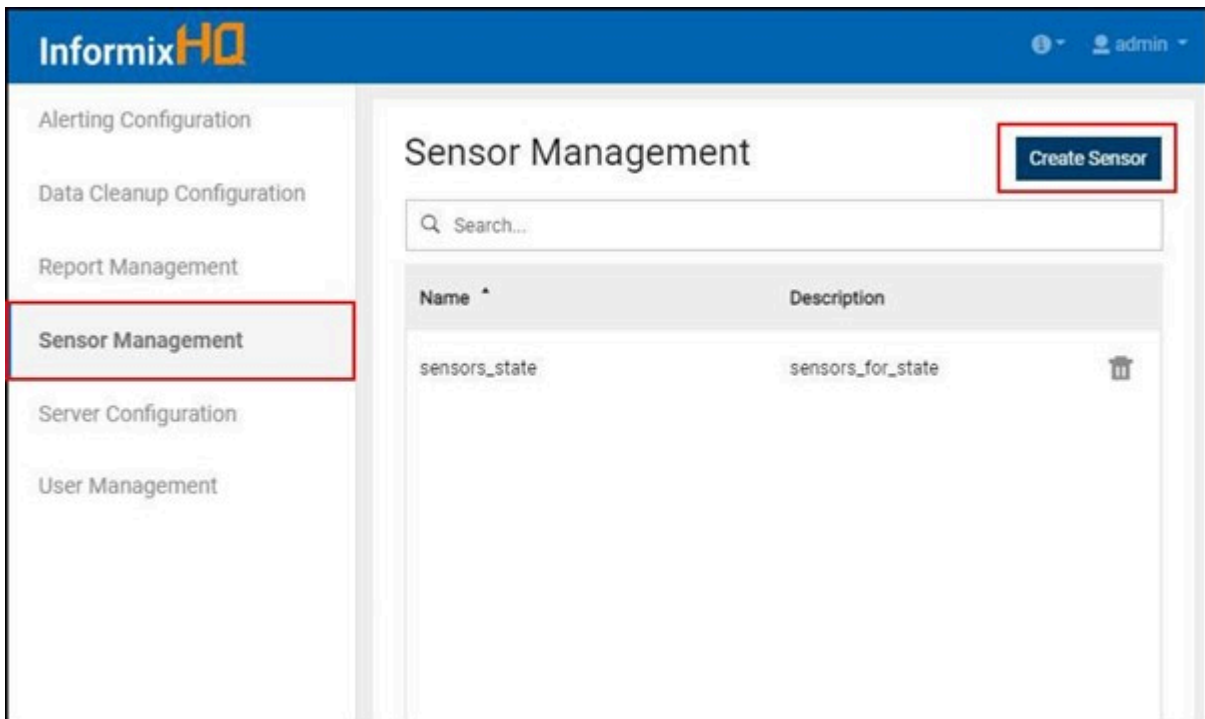 InformixHQ
admin
Alerting Configuration
Data Cleanup Configuration
Report Management
Sensor Management
Server Configuration
User Management
Sensor Management
Create Sensor
Search...
Name Description
sensors_state sensors_for_state